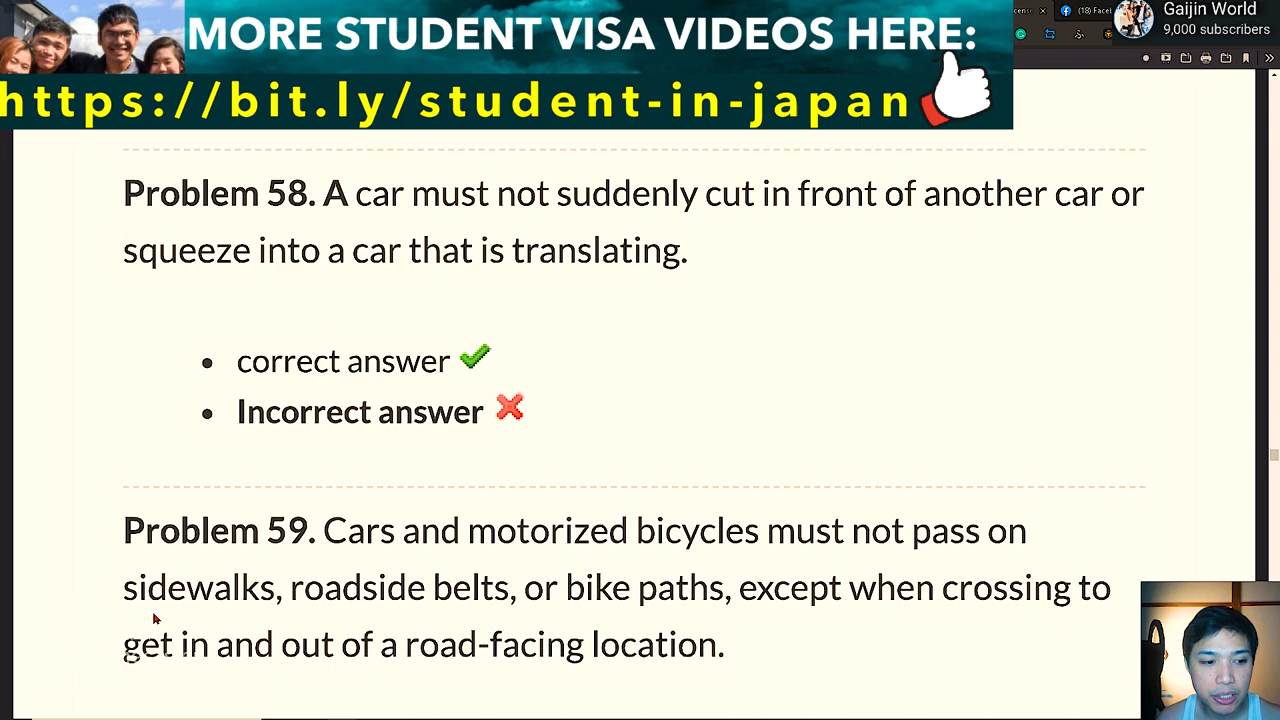 MORE STUDENT VISA VIDEOS HERE:
https://bit.ly/student-in-japan
(18) Facel
Gaijin World
9,000 subscribers
Problem 58. A car must not suddenly cut in front of another car or
squeeze into a car that is translating.
correct answer
Incorrect answer
Problem 59. Cars and motorized bicycles must not pass on
sidewalks, roadside belts, or bike paths, except when crossing to
get in and out of a road-facing location.